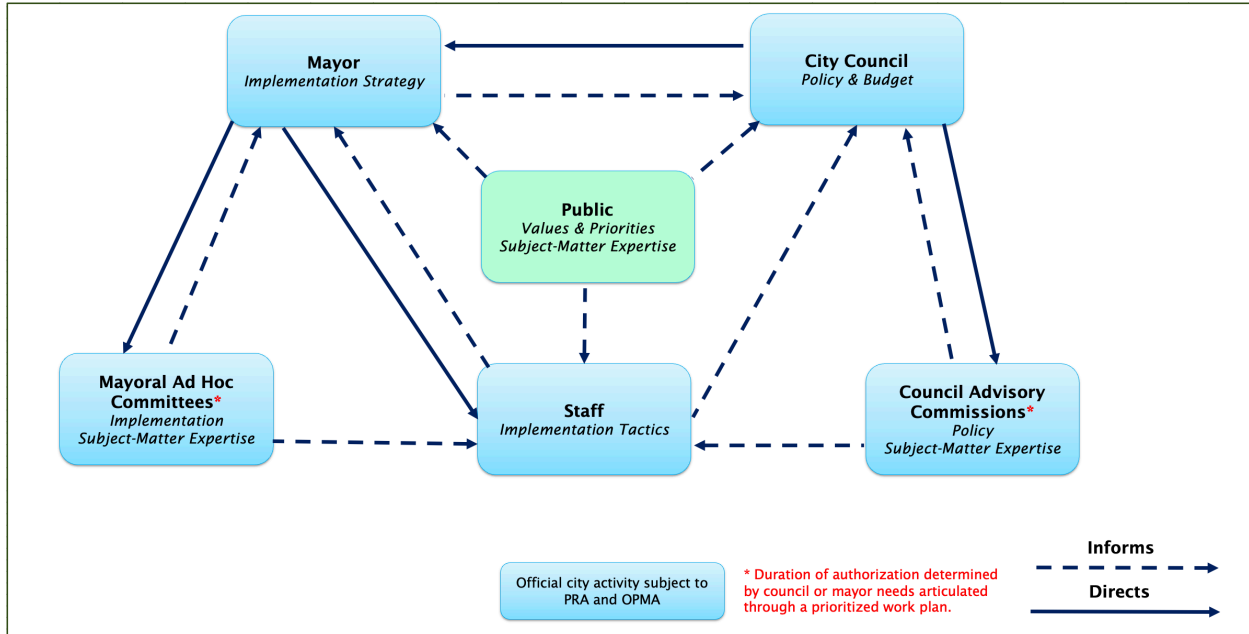 Mayor
Implementation Strategy
City Council
Policy & Budget
Public
Values & Priorities
Subject-Matter Expertise
Mayoral Ad Hoc
Committees*
Implementation
Subject-Matter Expertise
Staff
Implementation Tactics
Council Advisory
Commissions*
Policy
Subject-Matter Expertise
Official city activity subject to
PRA and OPMA
* Duration of authorization determined
by council or mayor needs articulated
through a prioritized work plan.
Informs
Directs